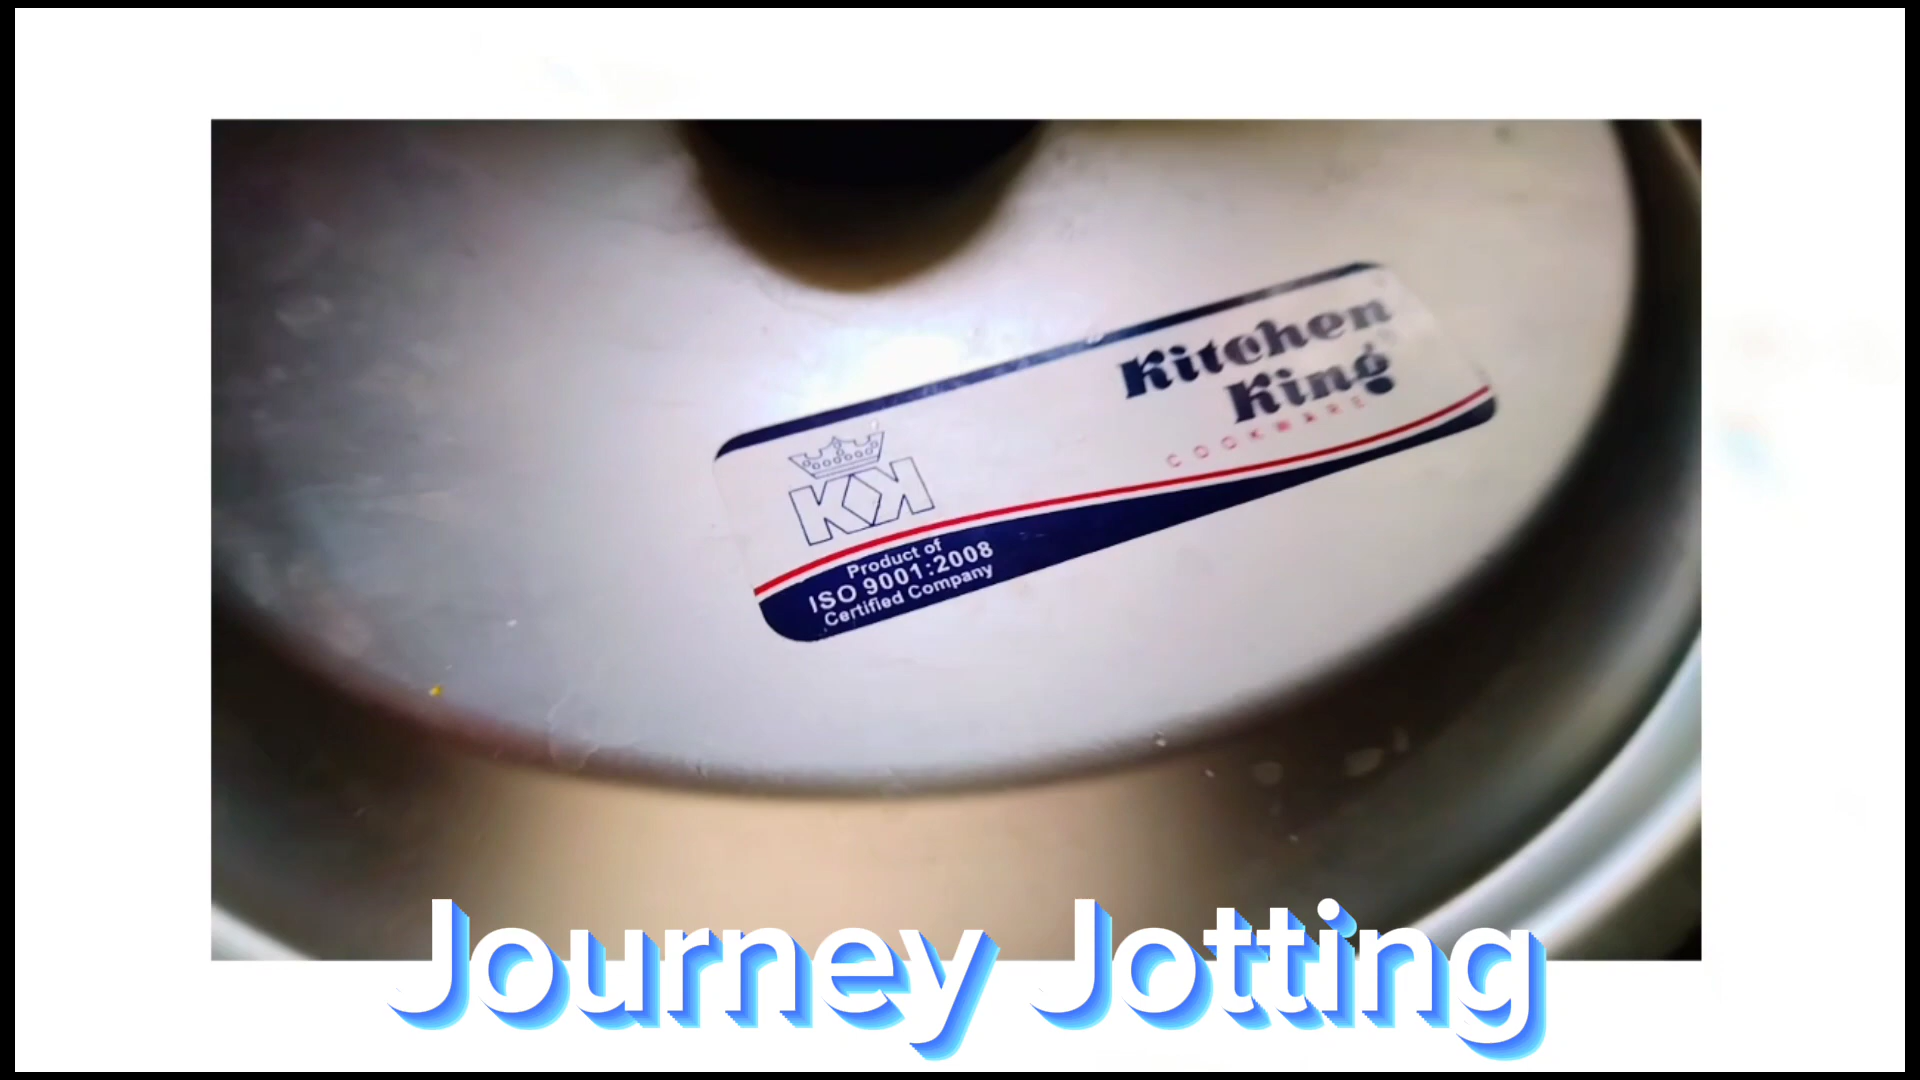 Kitchen
King
COOKWARE
KK
Product of
ISO 9001:2008
Certified Company
Journey Jotting